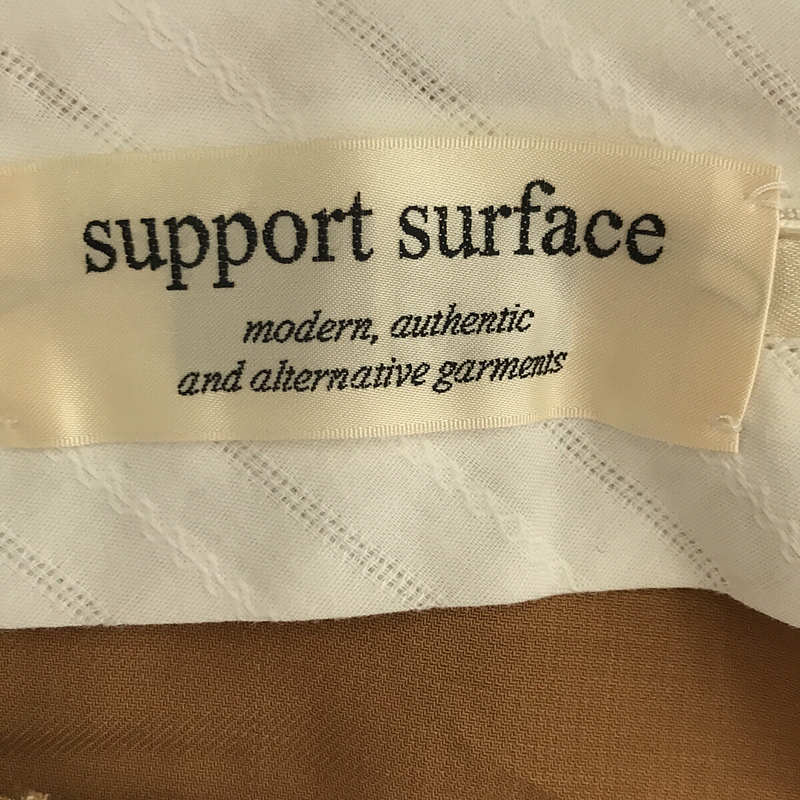 support surface
modern, authentic
and alternative garments